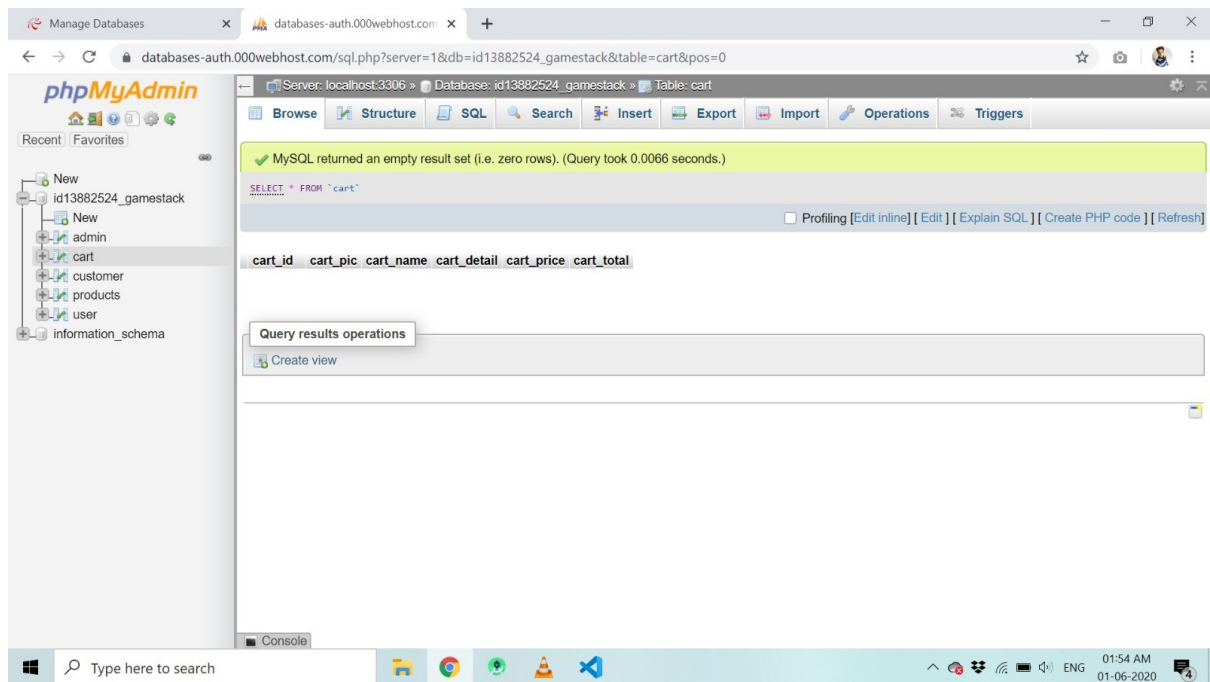 Manage Databases
databases-auth.000webhost.com
databases-auth.000webhost.com/sql.php?server=1&db=id13882524_gamestack&table=cart&pos=0
phpMyAdmin
Recent Favorites
New
id13882524_gamestack
New
admin
cart
customer
products
user
information_schema
Server: localhost:3306 » Database: id13882524_gamestack » Table: cart
Browse Structure SQL Search Insert Export Import Operations Triggers
MySQL returned an empty result set (i.e. zero rows). (Query took 0.0066 seconds.)
SELECT * FROM `cart`
Profiling [Edit inline] [ Edit ] [ Explain SQL ] [ Create PHP code ] [ Refresh]
cart_id cart_pic cart_name cart_detail cart_price cart_total
Query results operations
Create view
Console
Type here to search
ENG
01:54 AM
01-06-2020
4